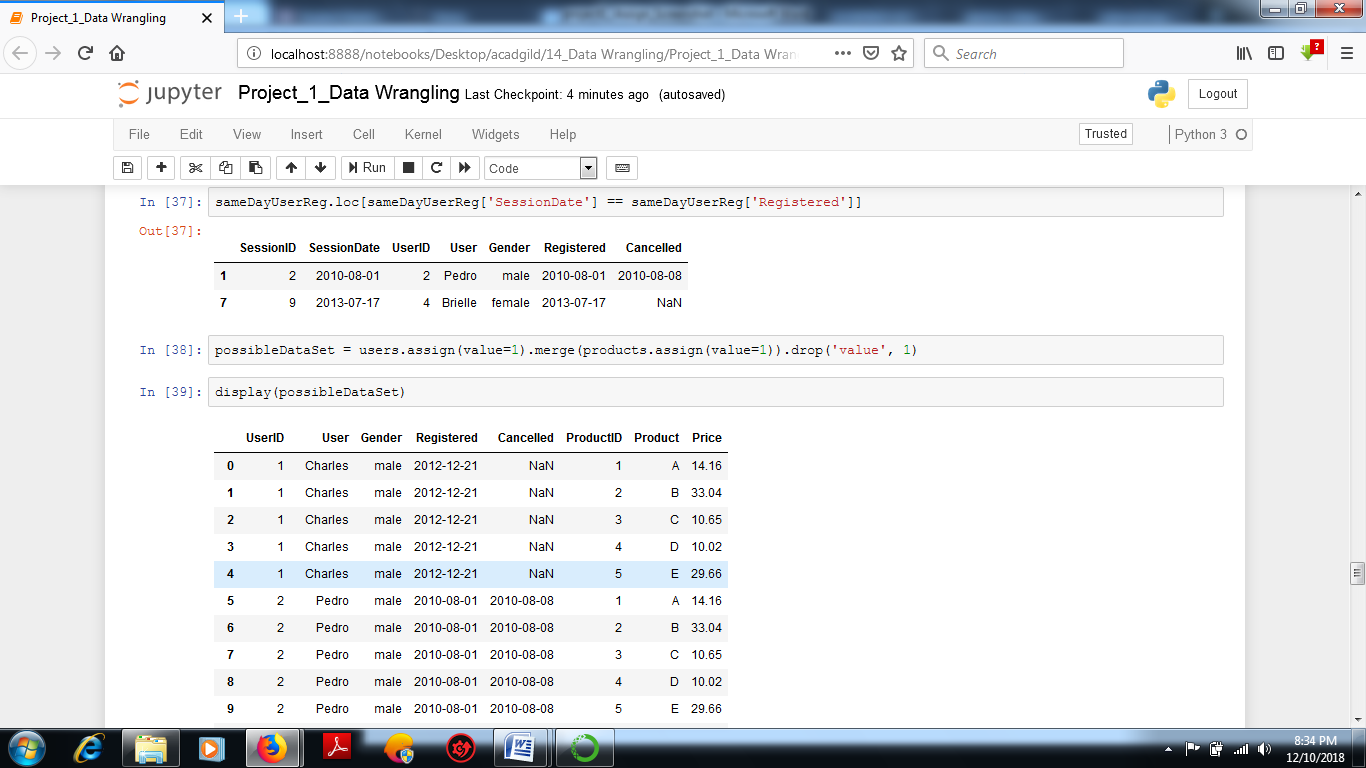 Project_1_Data Wrangling
localhost:8888/notebooks/Desktop/acadgild/14_Data Wrangling/Project_1_Data Wran
Search
?
jupyter Project_1_Data Wrangling Last Checkpoint: 4 minutes ago (autosaved)
Logout
File Edit View Insert Cell Kernel Widgets Help
Trusted
Python 3
Run
Code
In [37]: sameDayUserReg.loc[sameDayUserReg['SessionDate'] == sameDayUserReg['Registered']]
Out[37]:
SessionID SessionDate UserID User Gender Registered Cancelled
1 2 2010-08-01 2 Pedro male 2010-08-01 2010-08-08
7 9 2013-07-17 4 Brielle female 2013-07-17 NaN
In [38]: possibleDataSet = users.assign(value=1).merge(products.assign(value=1)).drop('value', 1)
In [39]: display(possibleDataSet)
UserID User Gender Registered Cancelled ProductID Product Price
0 1 Charles male 2012-12-21 NaN 1 A 14.16
1 1 Charles male 2012-12-21 NaN 2 B 33.04
2 1 Charles male 2012-12-21 NaN 3 C 10.65
3 1 Charles male 2012-12-21 NaN 4 D 10.02
4 1 Charles male 2012-12-21 NaN 5 E 29.66
5 2 Pedro male 2010-08-01 2010-08-08 1 A 14.16
6 2 Pedro male 2010-08-01 2010-08-08 2 B 33.04
7 2 Pedro male 2010-08-01 2010-08-08 3 C 10.65
8 2 Pedro male 2010-08-01 2010-08-08 4 D 10.02
9 2 Pedro male 2010-08-01 2010-08-08 5 E 29.66
8:34 PM
12/10/2018